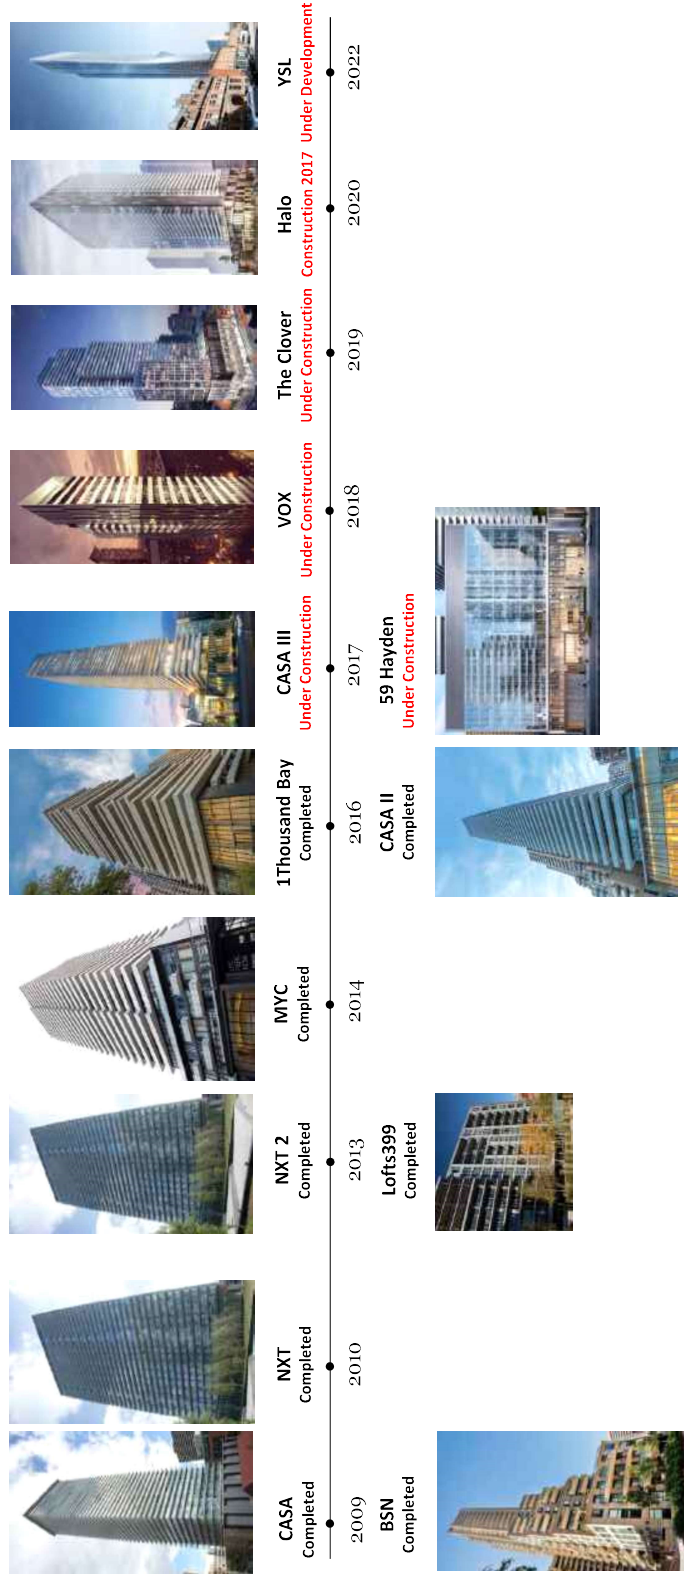 CASA
Completed
NXT
Completed
NXT 2
Completed
MYC
Completed
1Thousand Bay
Completed
CASA III
Under Construction
VOX
Under Construction
The Clover
Under Construction
Halo
Construction 2017
YSL
Under Development
2009
2010
2013
2014
2016
2017
2018
2019
2020
2022
BSN
Completed
Lofts399
Completed
CASA II
Completed
59 Hayden
Under Construction